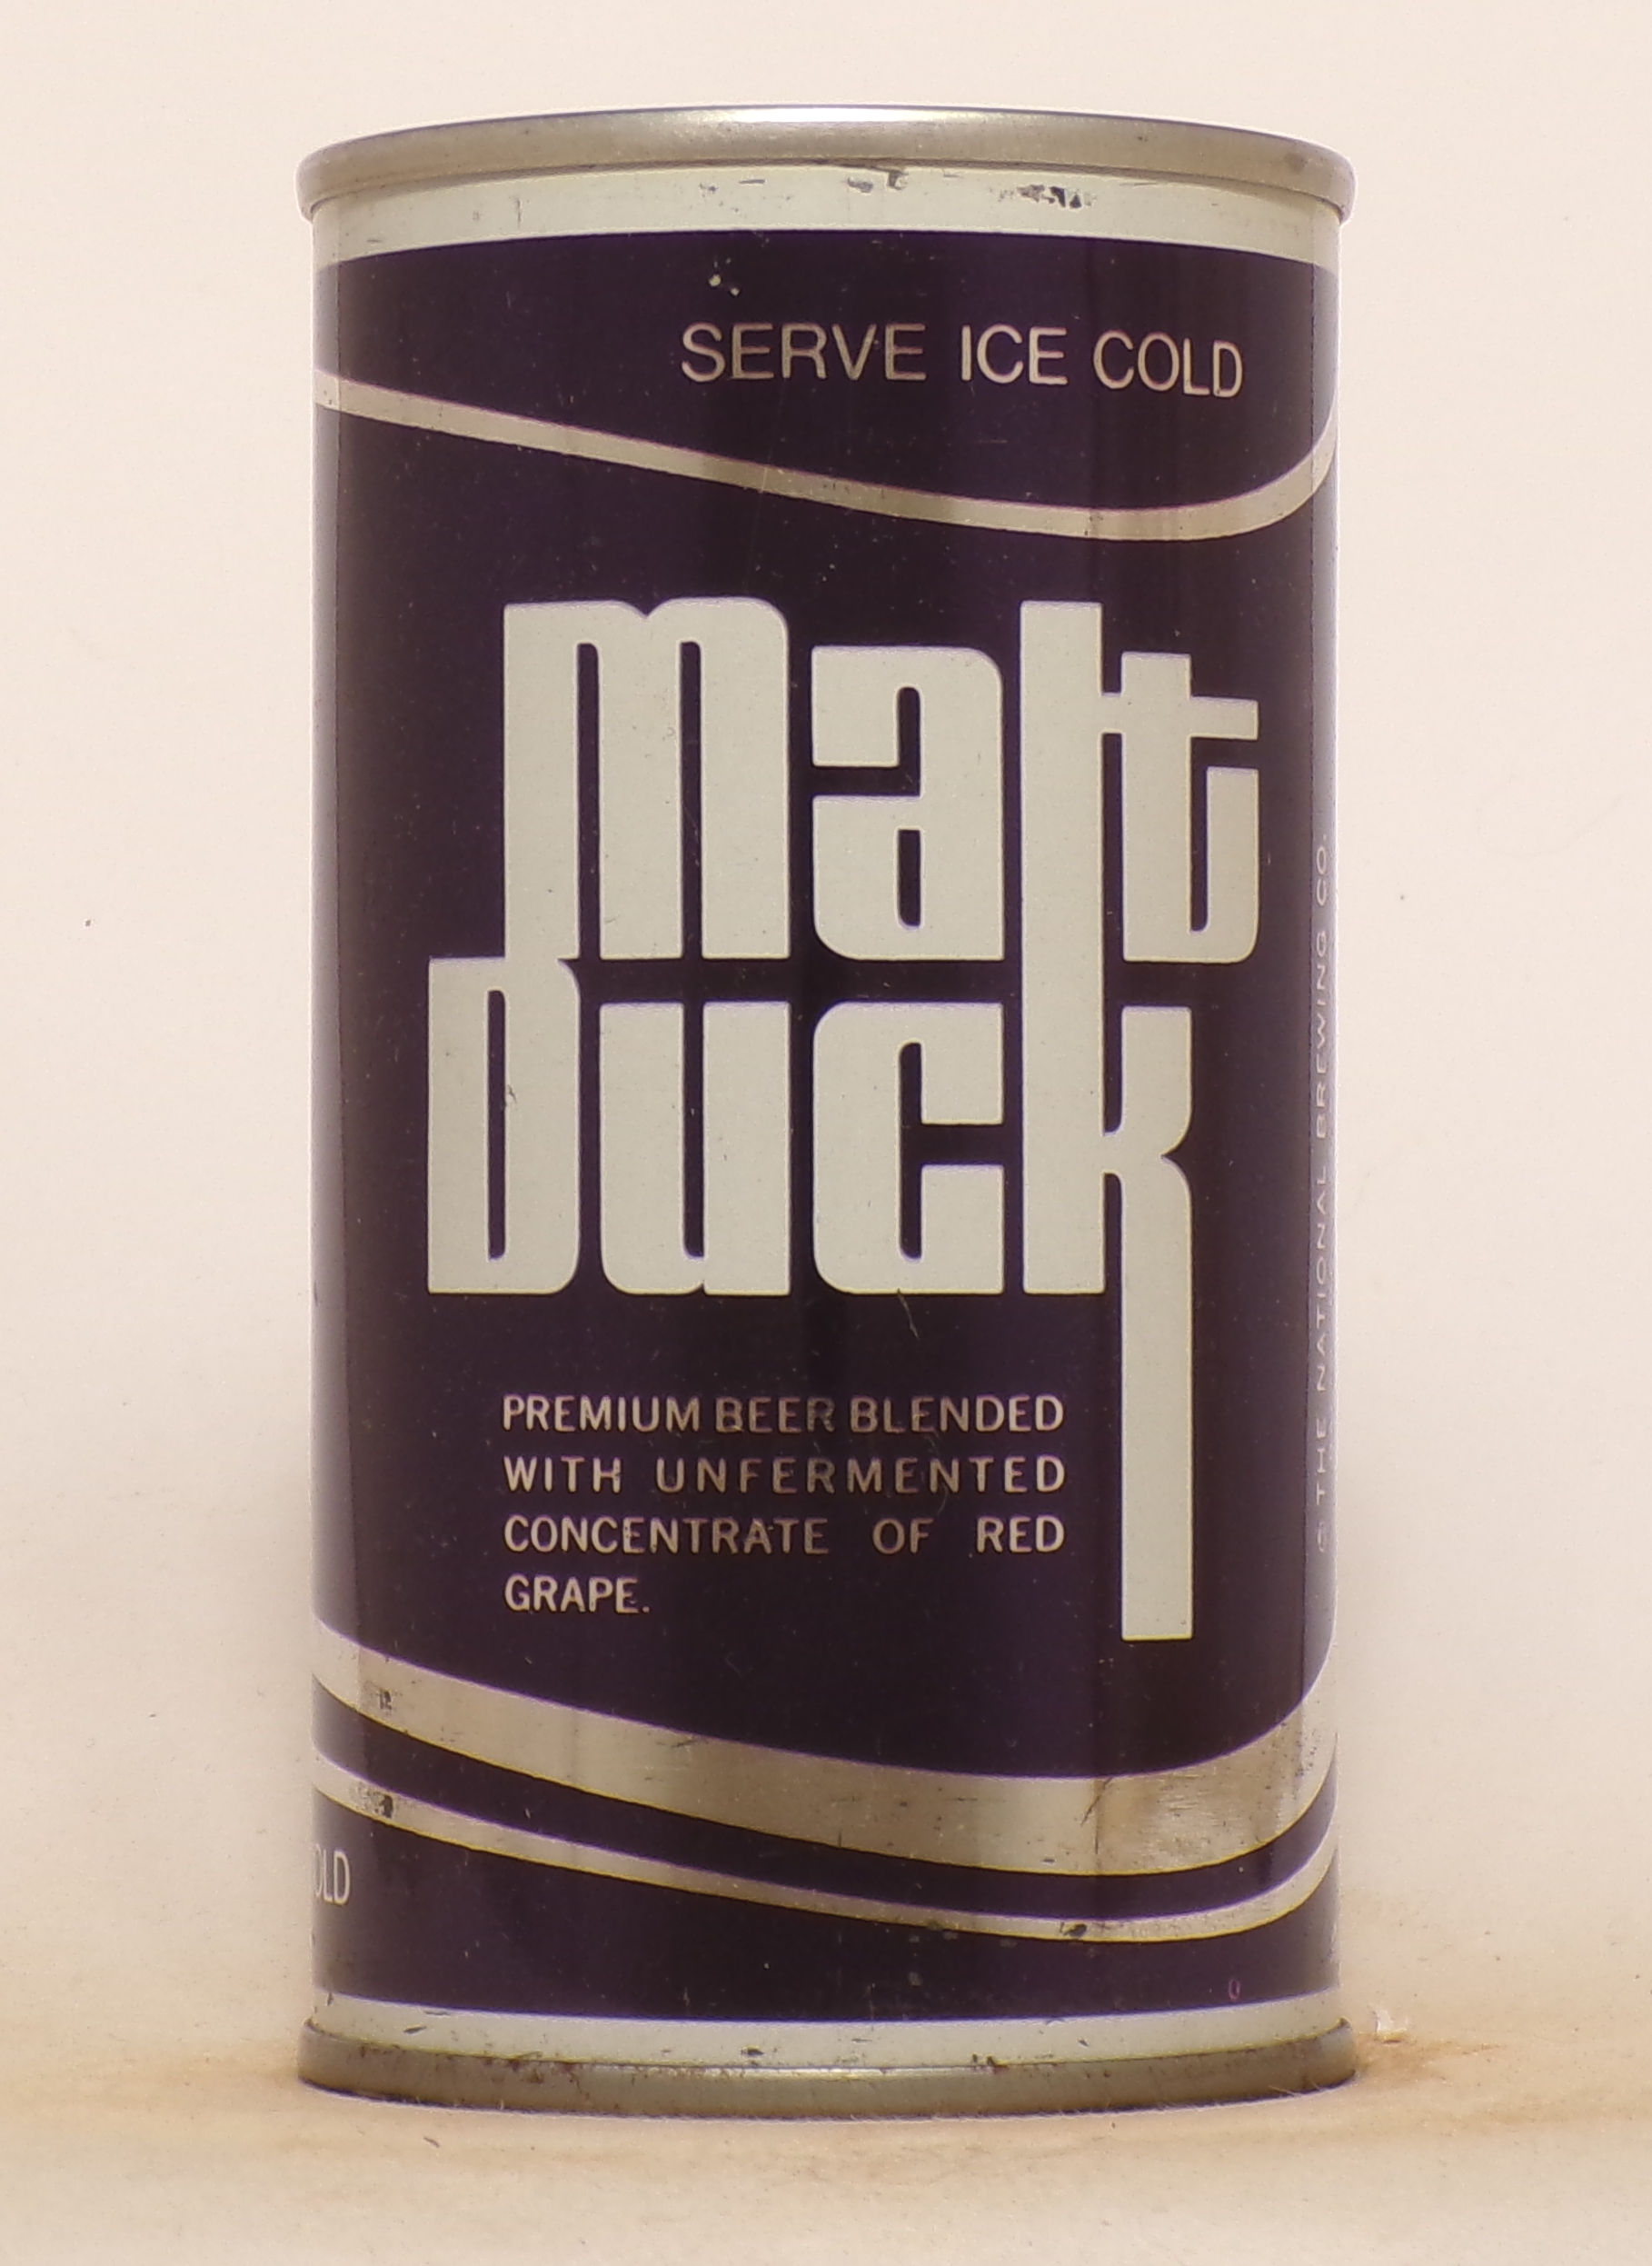 SERVE ICE COLD
malt
Duck
PREMIUM BEER BLENDED
WITH UNFERMENTED
CONCENTRATE OF RED
GRAPE.
© THE NATIONAL BREWING CO.
OLD